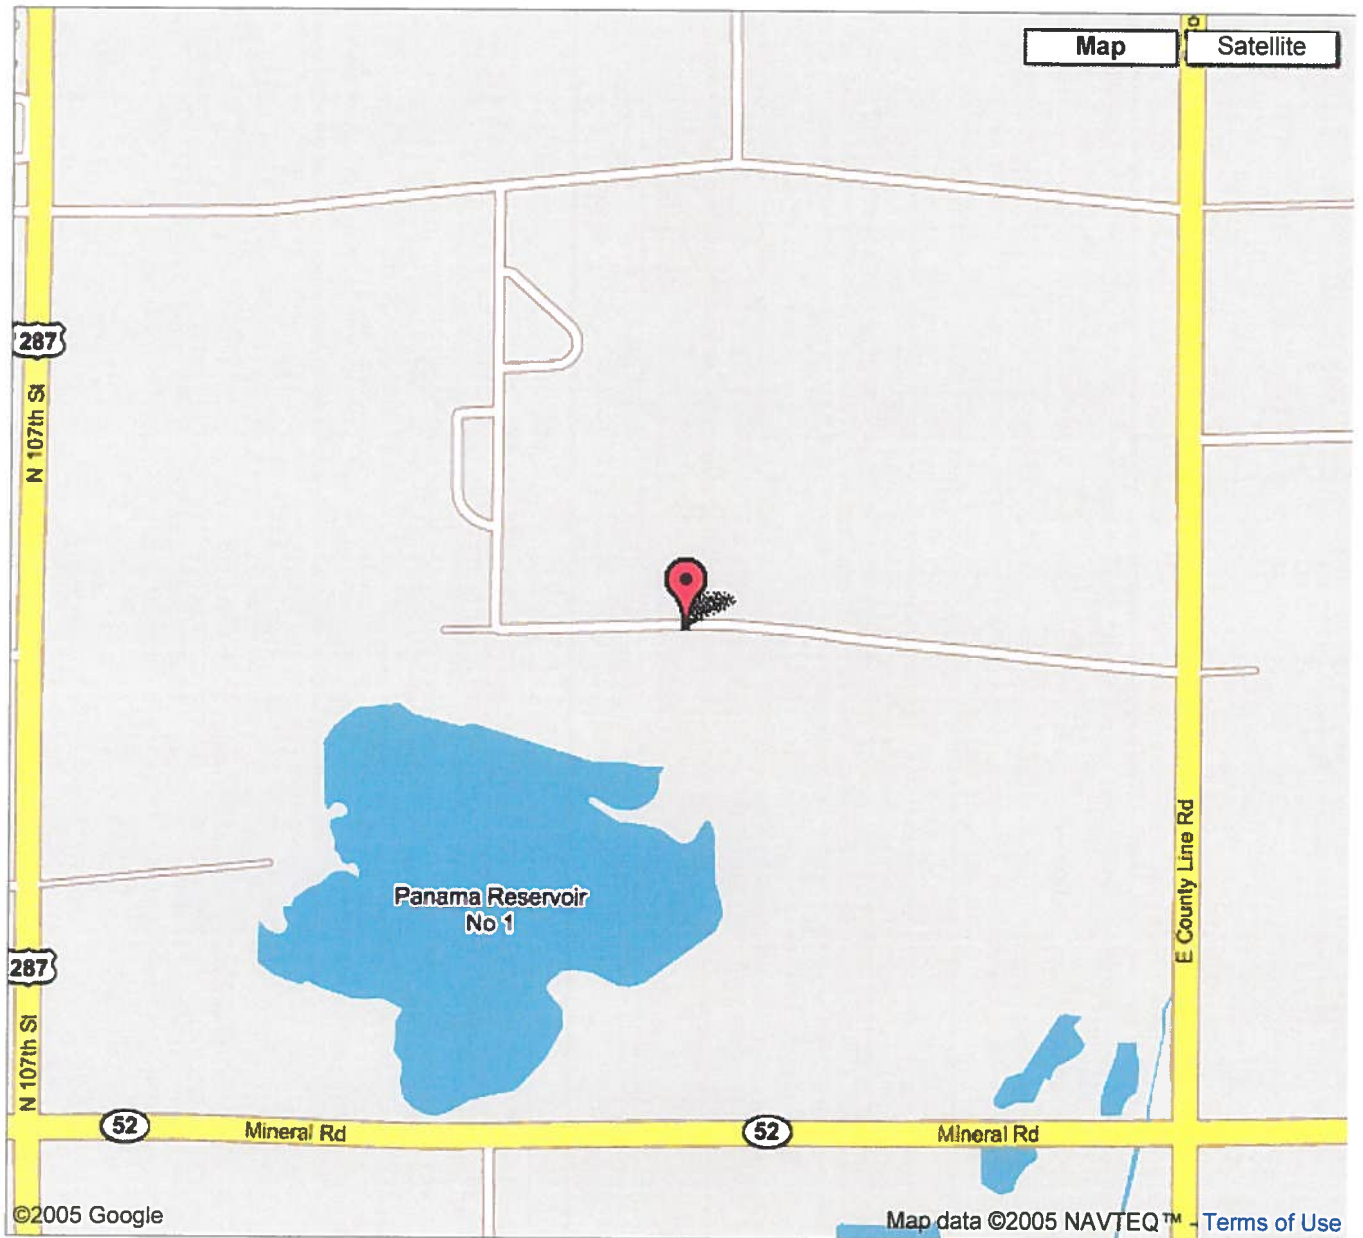 Map
Satellite
287
N 107th St
E County Line Rd
Panama Reservoir
No 1
287
N 107th St
52
Mineral Rd
52
Mineral Rd
©2005 Google
Map data ©2005 NAVTEQ™ - Terms of Use